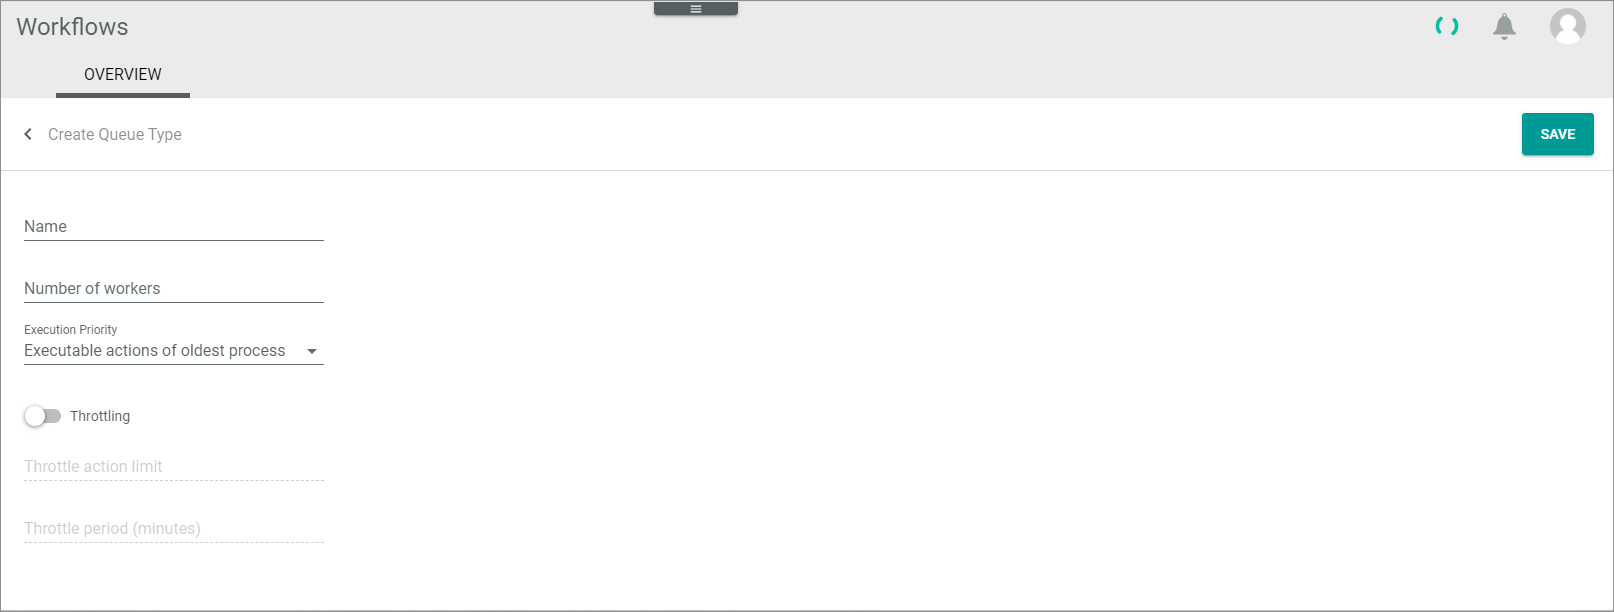 Workflows
OVERVIEW
Create Queue Type
SAVE
Name
Number of workers
Execution Priority
Executable actions of oldest process
Throttling
Throttle action limit
Throttle period (minutes)